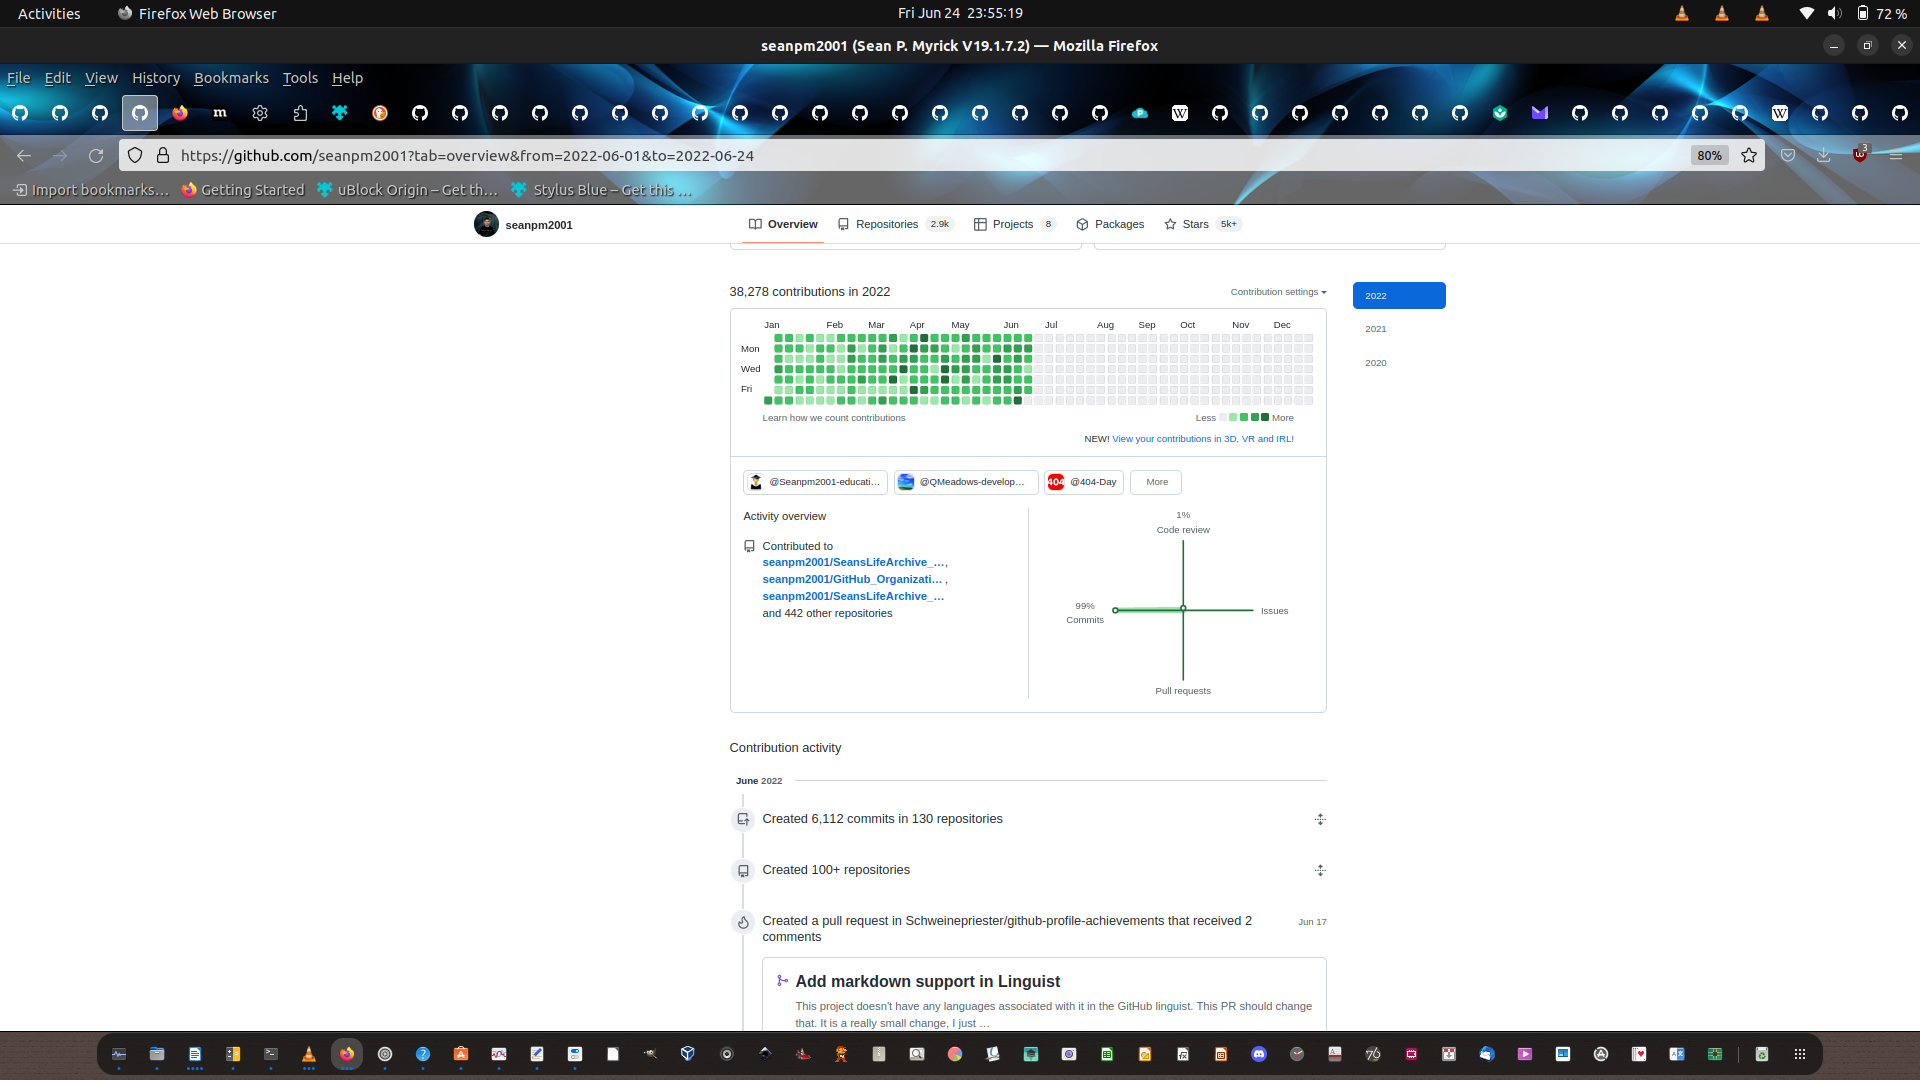 Activities Firefox Web Browser Fri Jun 24 23:55:19 72 %
seanpm2001 (Sean P. Myrick V19.1.7.2) — Mozilla Firefox
File Edit View History Bookmarks Tools Help
https://github.com/seanpm2001?tab=overview&from=2022-06-01&to=2022-06-24 80% 3
Import bookmarks… Getting Started uBlock Origin – Get th… Stylus Blue – Get this …
seanpm2001 Overview Repositories 2.9k Projects 8 Packages Stars 5k+
38,278 contributions in 2022 Contribution settings 2022
Jan Feb Mar Apr May Jun Jul Aug Sep Oct Nov Dec
2021
Mon
Wed
2020
Fri
Learn how we count contributions Less More
NEW! View your contributions in 3D, VR and IRL!
@Seanpm2001-educati… @QMeadows-develop… 404 @404-Day More
Activity overview
Contributed to
seanpm2001/SeansLifeArchive_…,
seanpm2001/GitHub_Organizati… ,
seanpm2001/SeansLifeArchive_…
and 442 other repositories
1%
Code review
99%
Commits
Issues
Pull requests
Contribution activity
June 2022
Created 6,112 commits in 130 repositories
Created 100+ repositories
Created a pull request in Schweinepriester/github-profile-achievements that received 2 comments Jun 17
Add markdown support in Linguist
This project doesn't have any languages associated with it in the GitHub linguist. This PR should change
that. It is a really small change, I just …